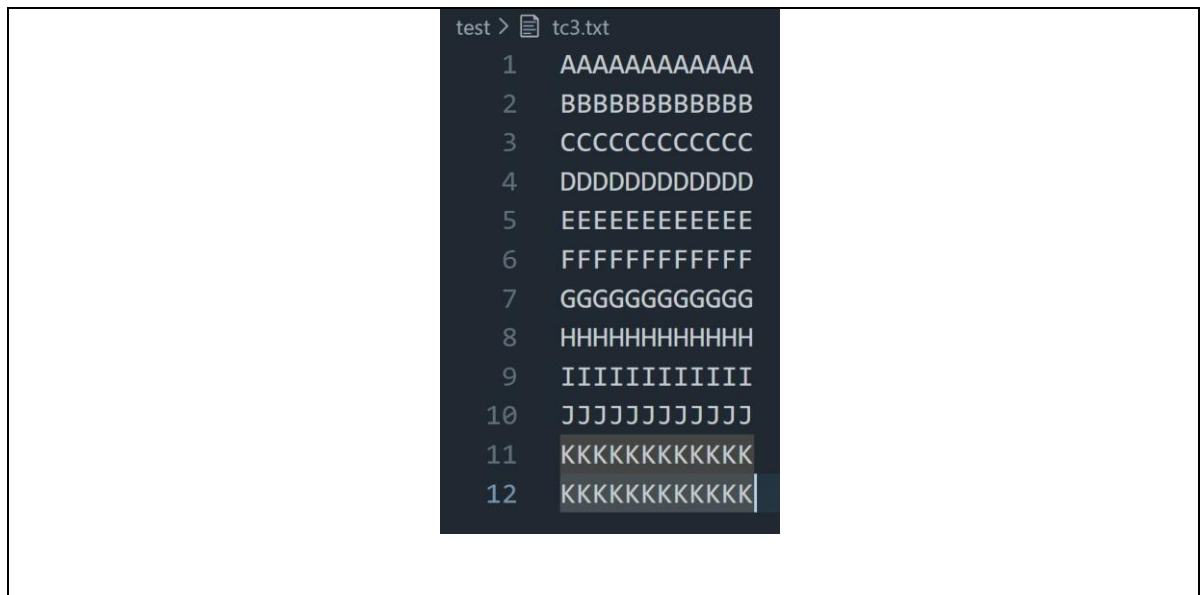 test > tc3.txt
1 AAAAAAAAAAAA
2 BBBBBBBBBBBB
3 CCCCCCCCCCCC
4 DDDDDDDDDDDD
5 EEEEEEEEEEEE
6 FFFFFFFFFFFF
7 GGGGGGGGGGGG
8 HHHHHHHHHHHH
9 IIIIIIIIIIII
10 JJJJJJJJJJJJ
11 KKKKKKKKKKKK
12 KKKKKKKKKKKK